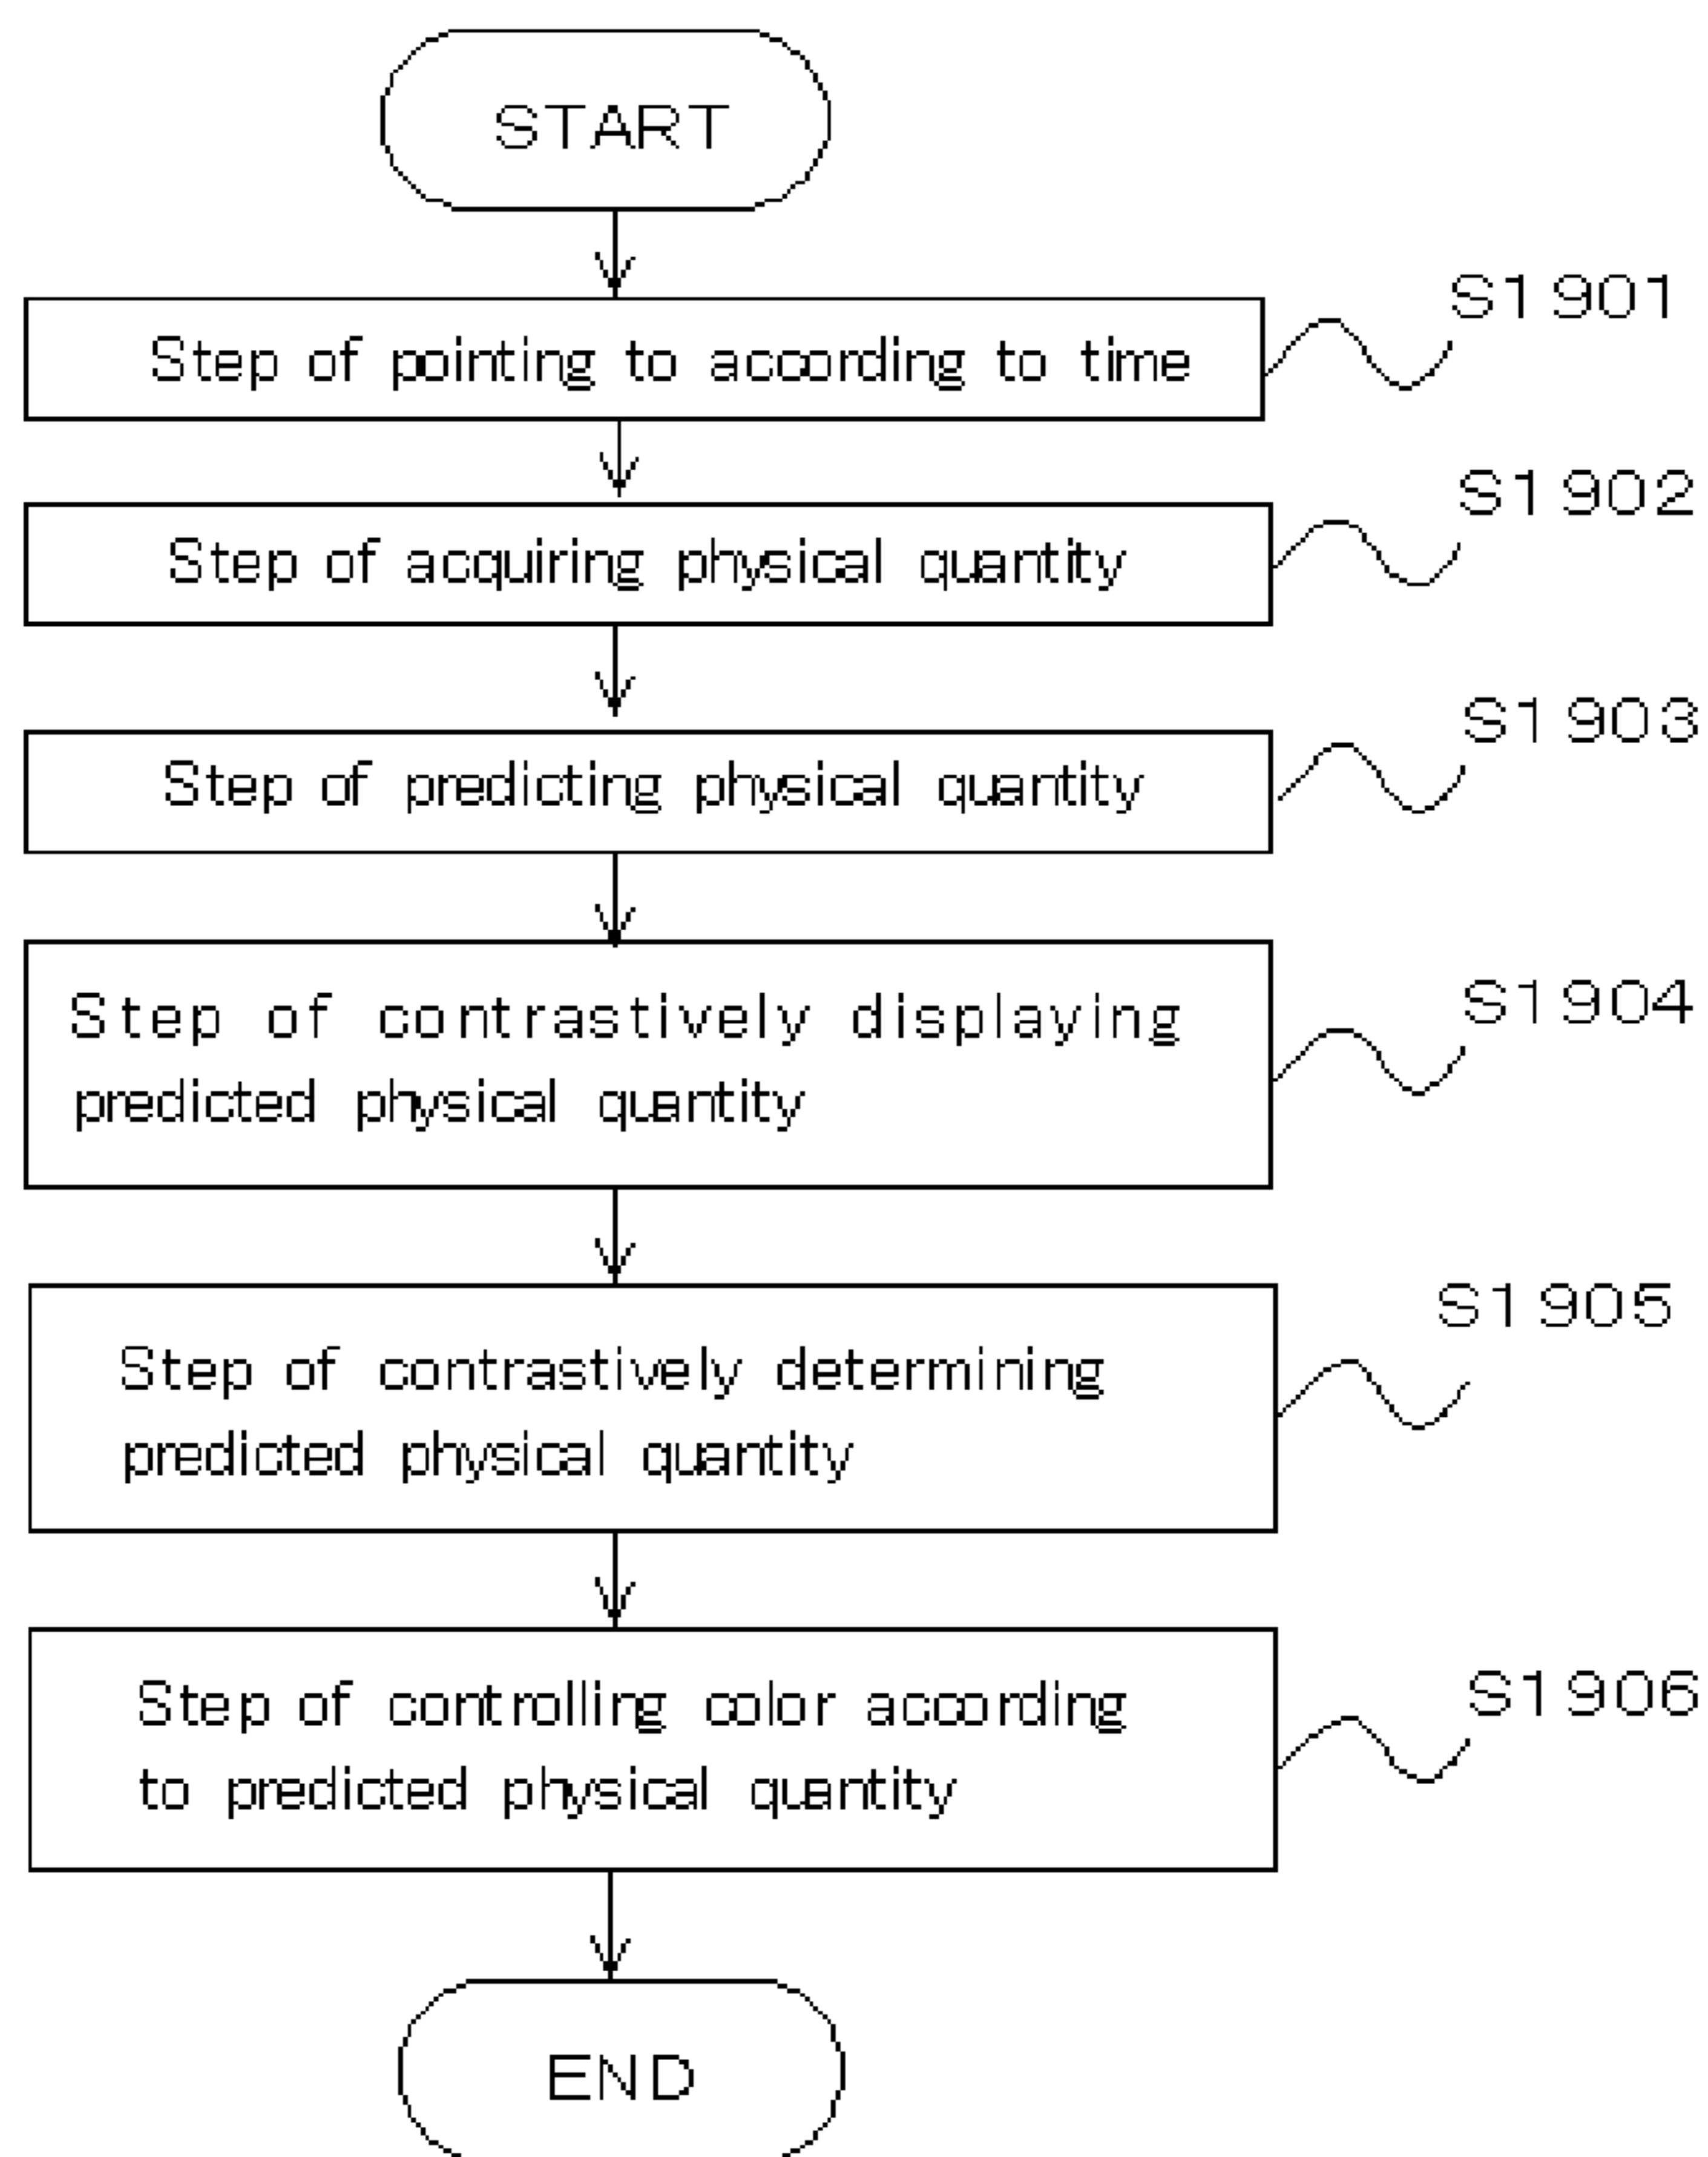 START
Step of pointing to according to time
S1901
Step of acquiring physical quantity
S1902
Step of predicting physical quantity
S1903
Step of contrastively displaying
predicted physical quantity
S1904
Step of contrastively determining
predicted physical quantity
S1905
Step of controlling color according
to predicted physical quantity
S1906
END